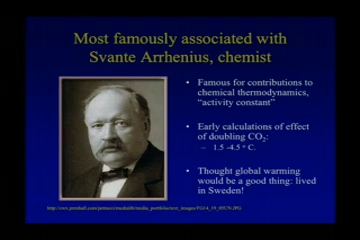 Most famously associated with
Svante Arrhenius, chemist
• Famous for contributions to
chemical thermodynamics,
"activity constant"
• Early calculations of effect
of doubling CO2:
– 1.5 -4.5 ° C.
• Thought global warming
would be a good thing: lived
in Sweden!